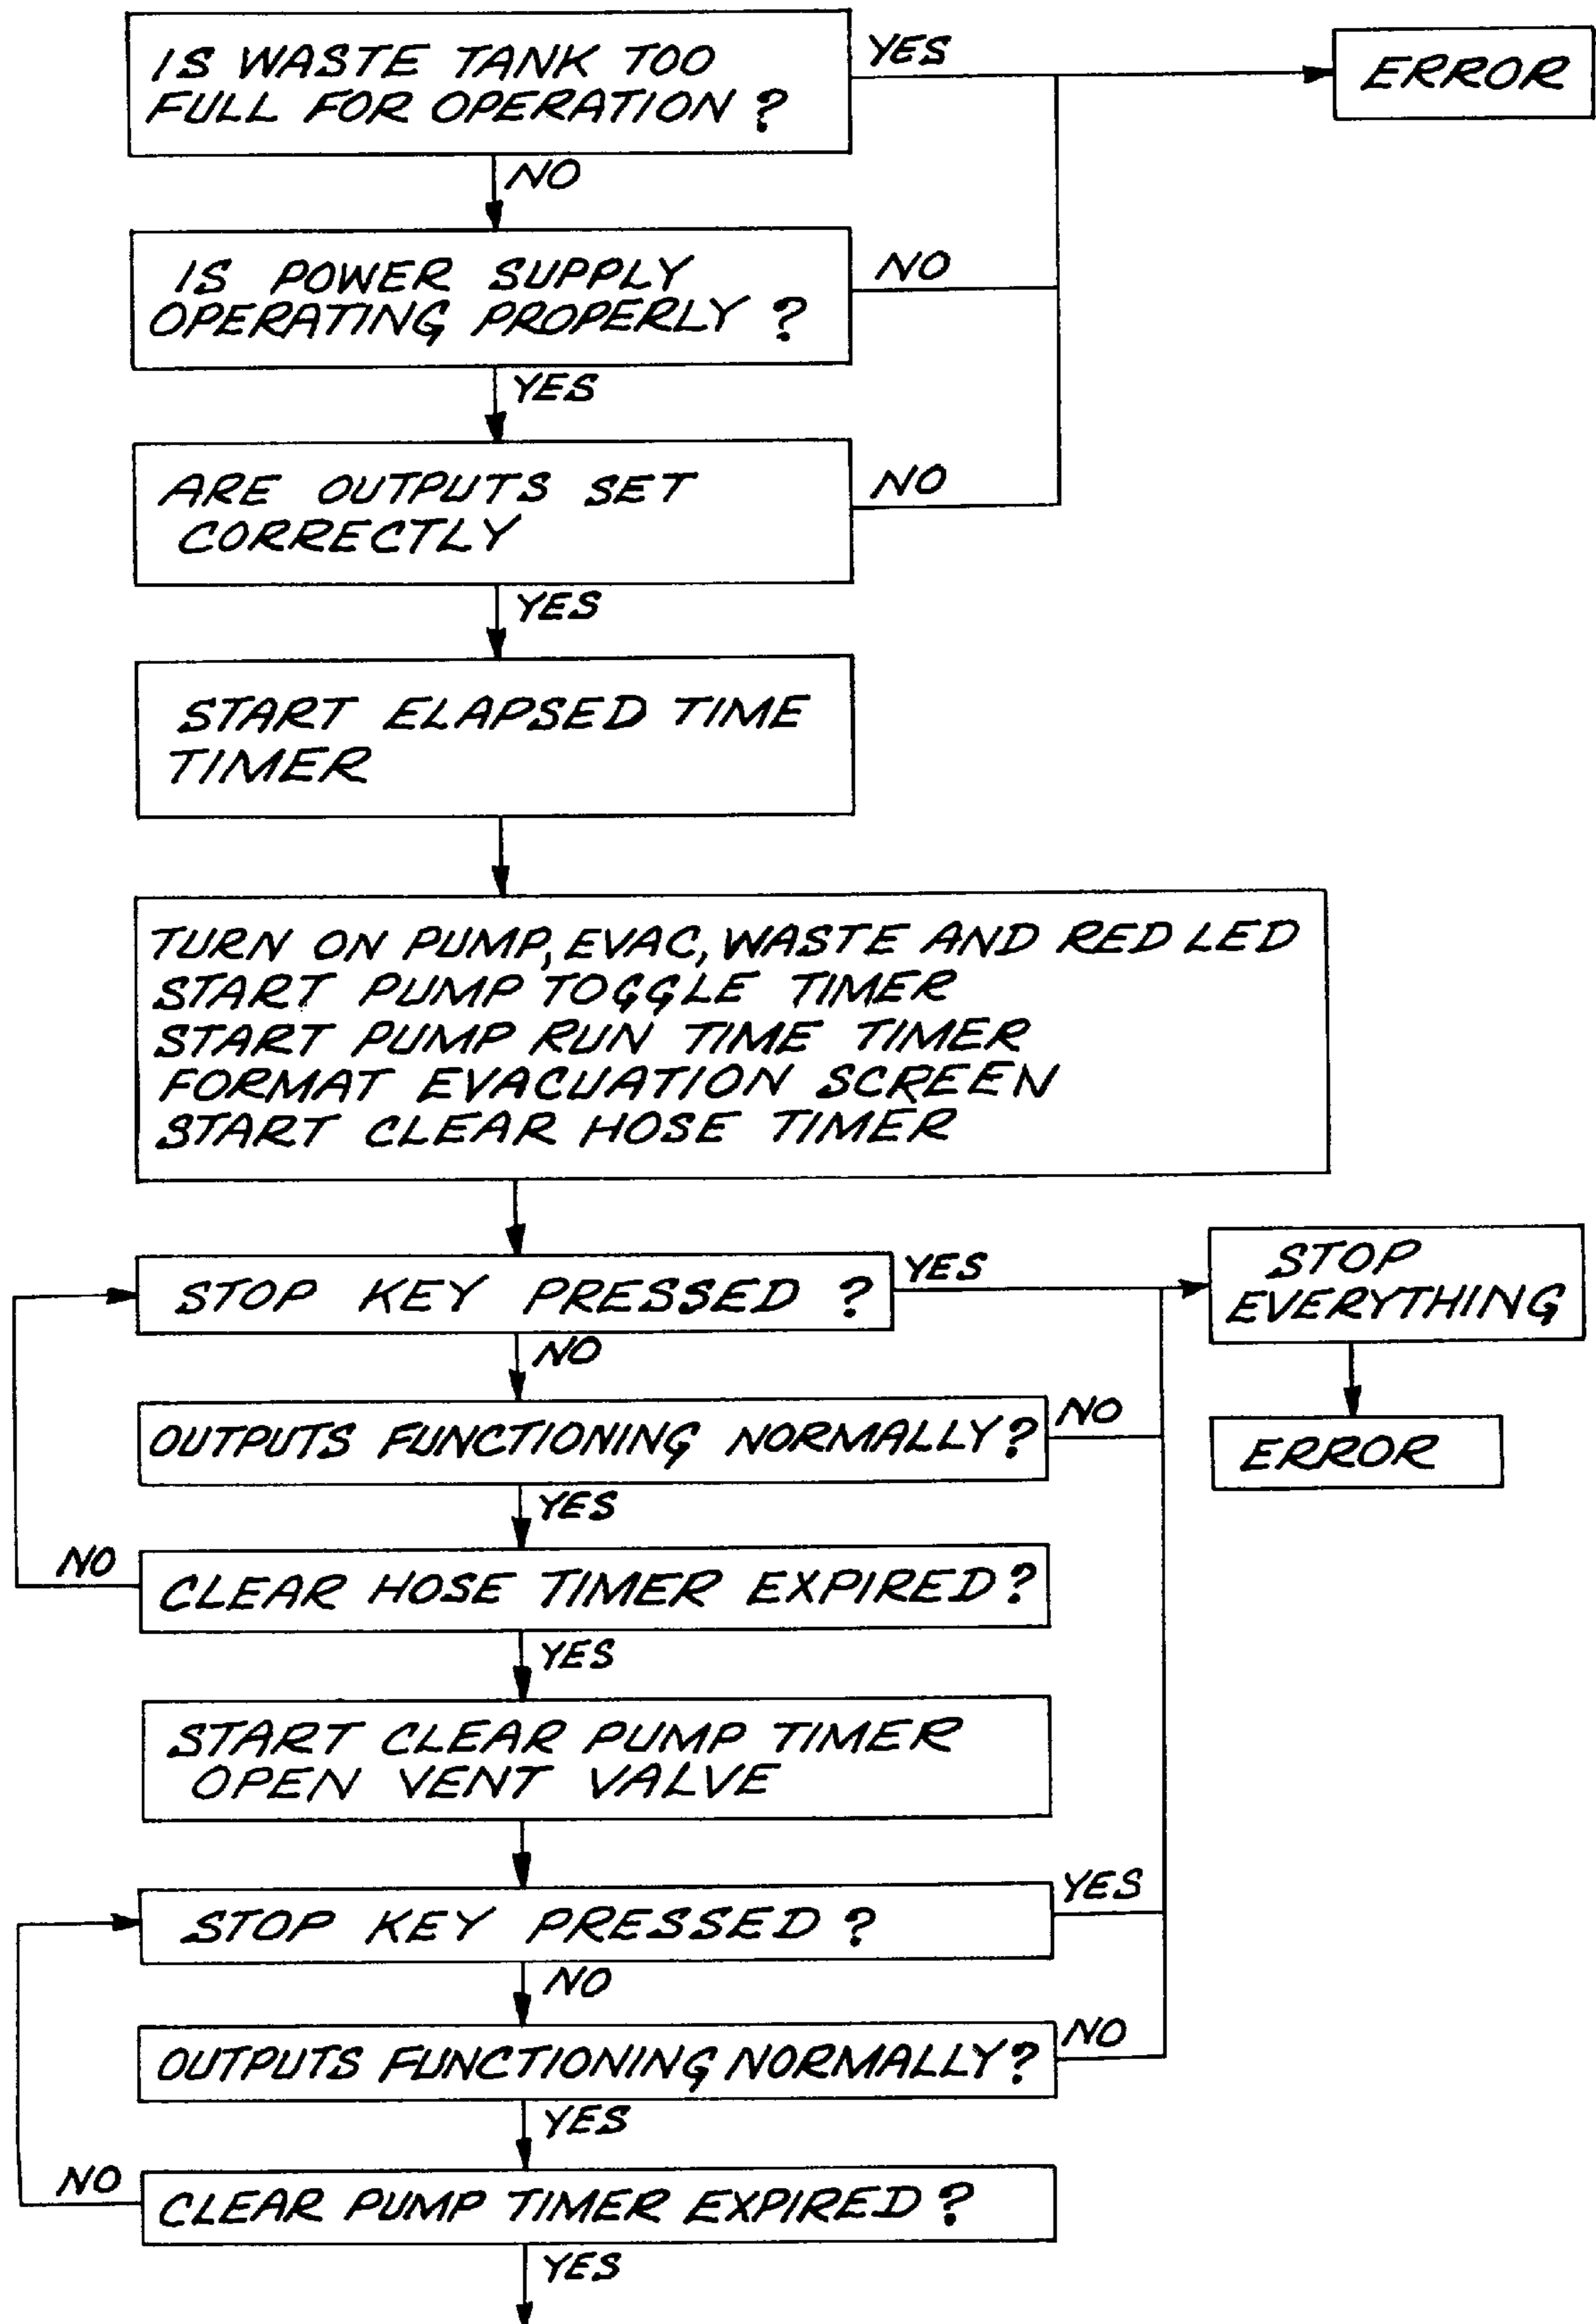 IS WASTE TANK TOO
FULL FOR OPERATION ?
YES
ERROR
NO
IS POWER SUPPLY
OPERATING PROPERLY ?
NO
YES
ARE OUTPUTS SET
CORRECTLY
NO
YES
START ELAPSED TIME
TIMER
TURN ON PUMP, EVAC, WASTE AND RED LED
START PUMP TOGGLE TIMER
START PUMP RUN TIME TIMER
FORMAT EVACUATION SCREEN
START CLEAR HOSE TIMER
STOP KEY PRESSED ?
YES
STOP
EVERYTHING
NO
OUTPUTS FUNCTIONING NORMALLY ?
NO
ERROR
YES
NO
CLEAR HOSE TIMER EXPIRED ?
YES
START CLEAR PUMP TIMER
OPEN VENT VALVE
STOP KEY PRESSED ?
YES
NO
OUTPUTS FUNCTIONING NORMALLY ?
NO
YES
NO
CLEAR PUMP TIMER EXPIRED ?
YES